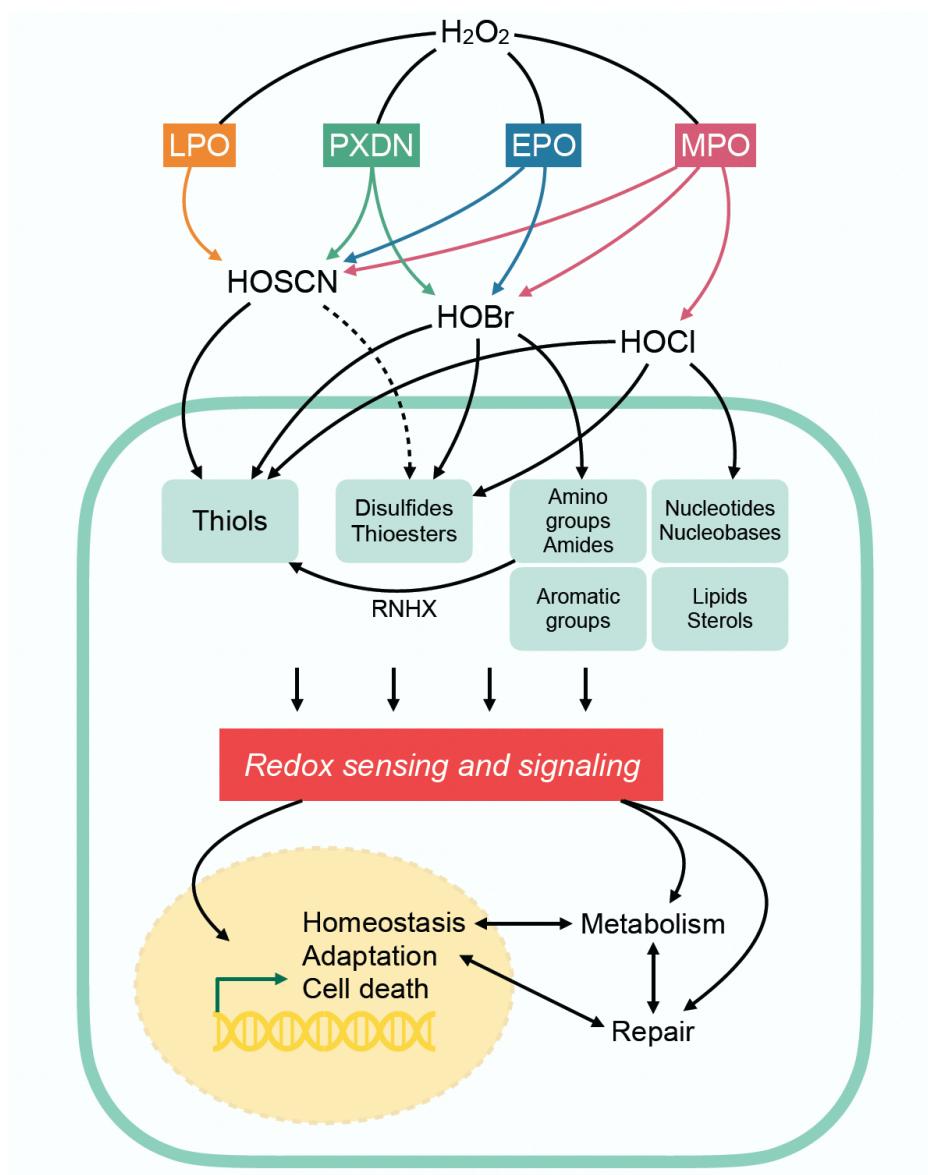 H₂O₂
LPO
PXDN
EPO
MPO
HOSCN
HOBr
HOCl
Thiols
Disulfides
Thioesters
Amino
groups
Amides
Nucleotides
Nucleobases
RNHX
Aromatic
groups
Lipids
Sterols
Redox sensing and signaling
Homeostasis
Adaptation
Cell death
Metabolism
Repair